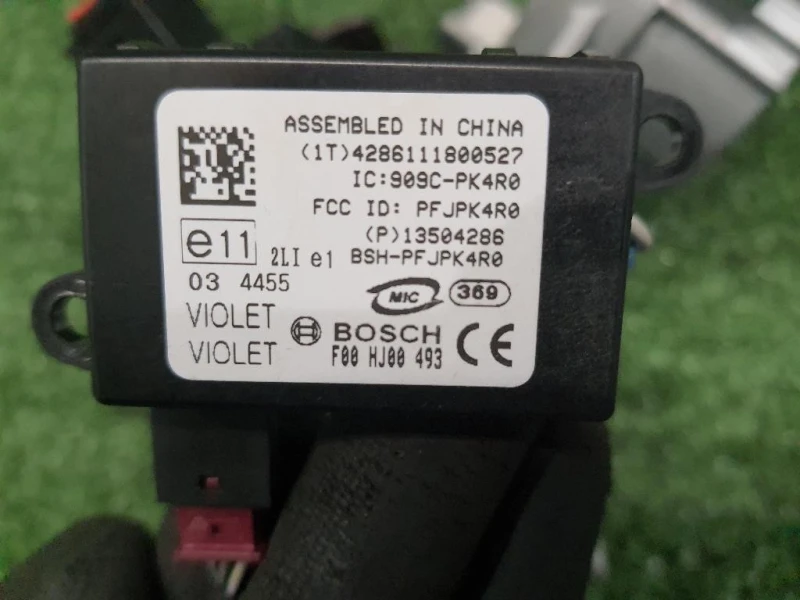 ASSEMBLED IN CHINA
(1T)4286111800527
IC:909C-PK4R0
FCC ID: PFJPK4R0
(P)13504286
e11 2LI e1 BSH-PFJPK4R0
03 4455
MIC 369
VIOLET
BOSCH CE
VIOLET
F00 HJ00 493